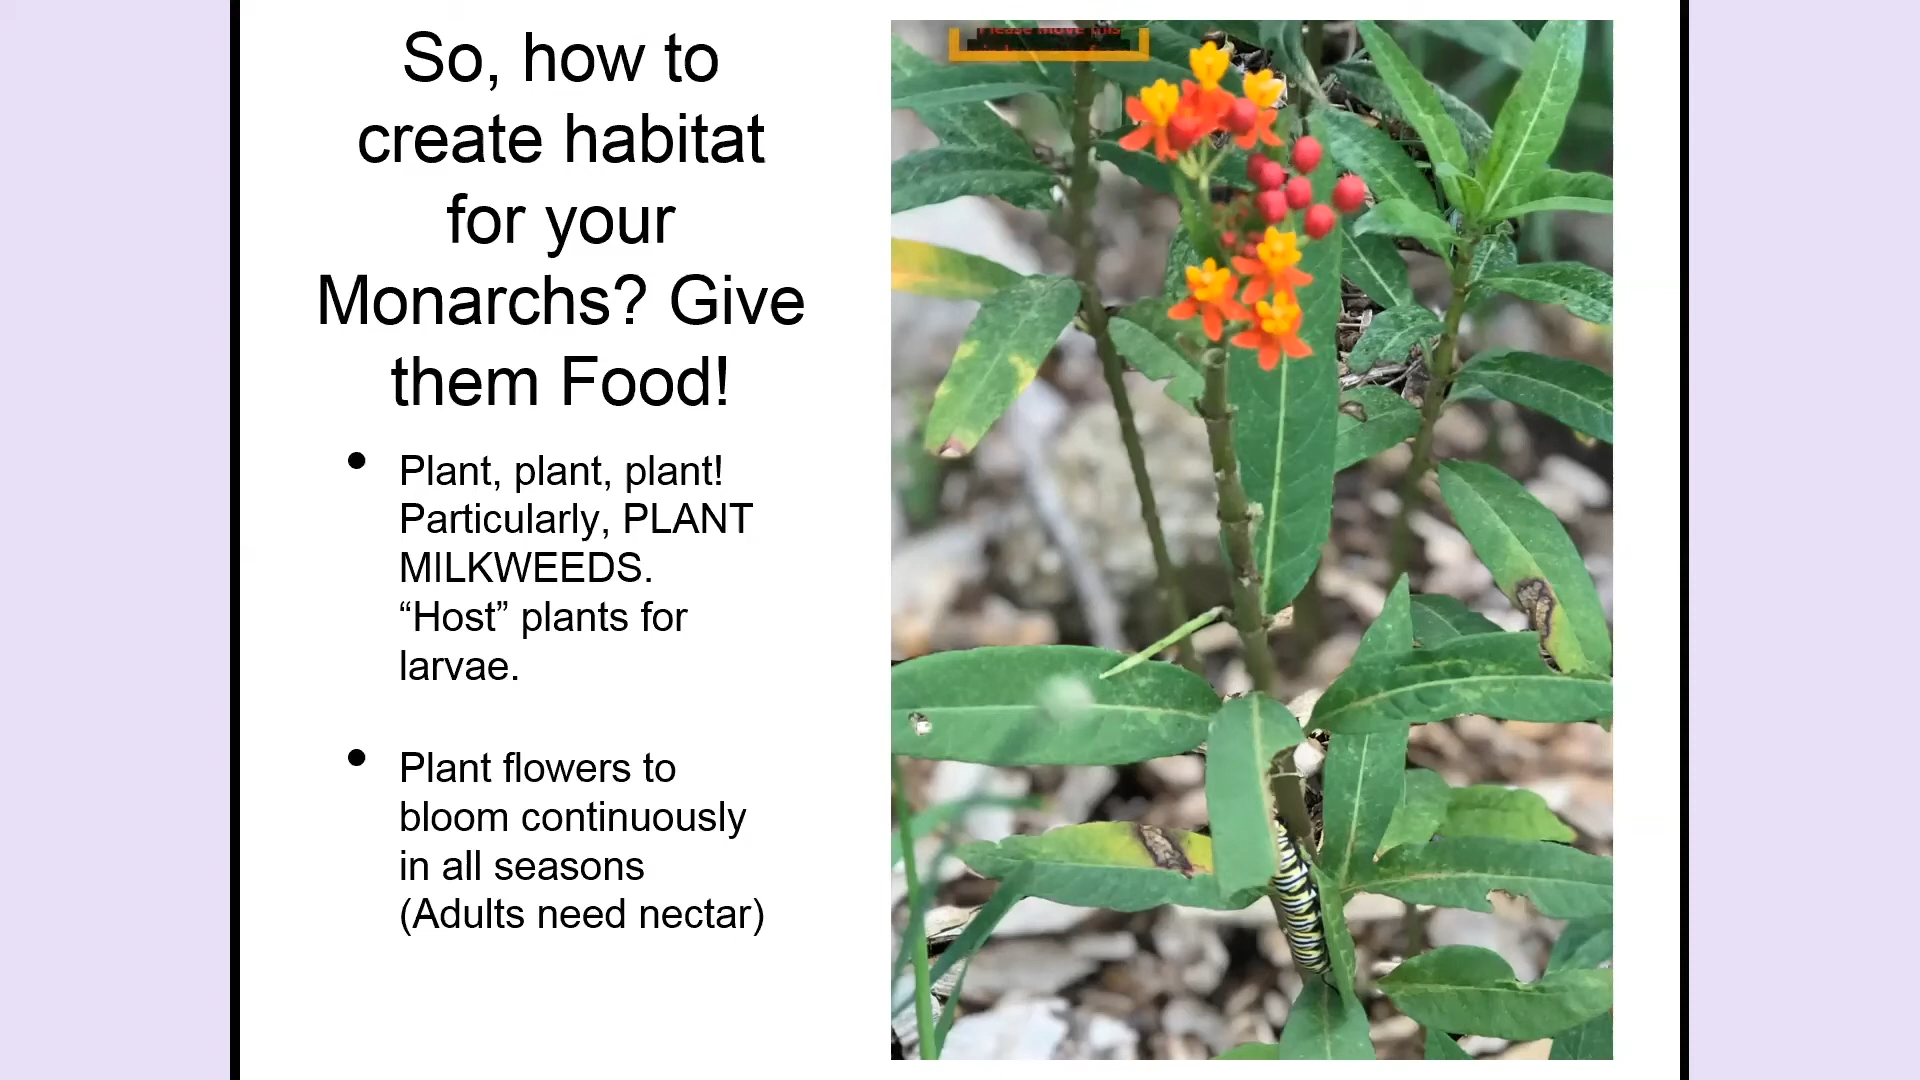 So, how to
create habitat
for your
Monarchs? Give
them Food!
Please move this
• Plant, plant, plant!
Particularly, PLANT
MILKWEEDS.
“Host” plants for
larvae.
• Plant flowers to
bloom continuously
in all seasons
(Adults need nectar)